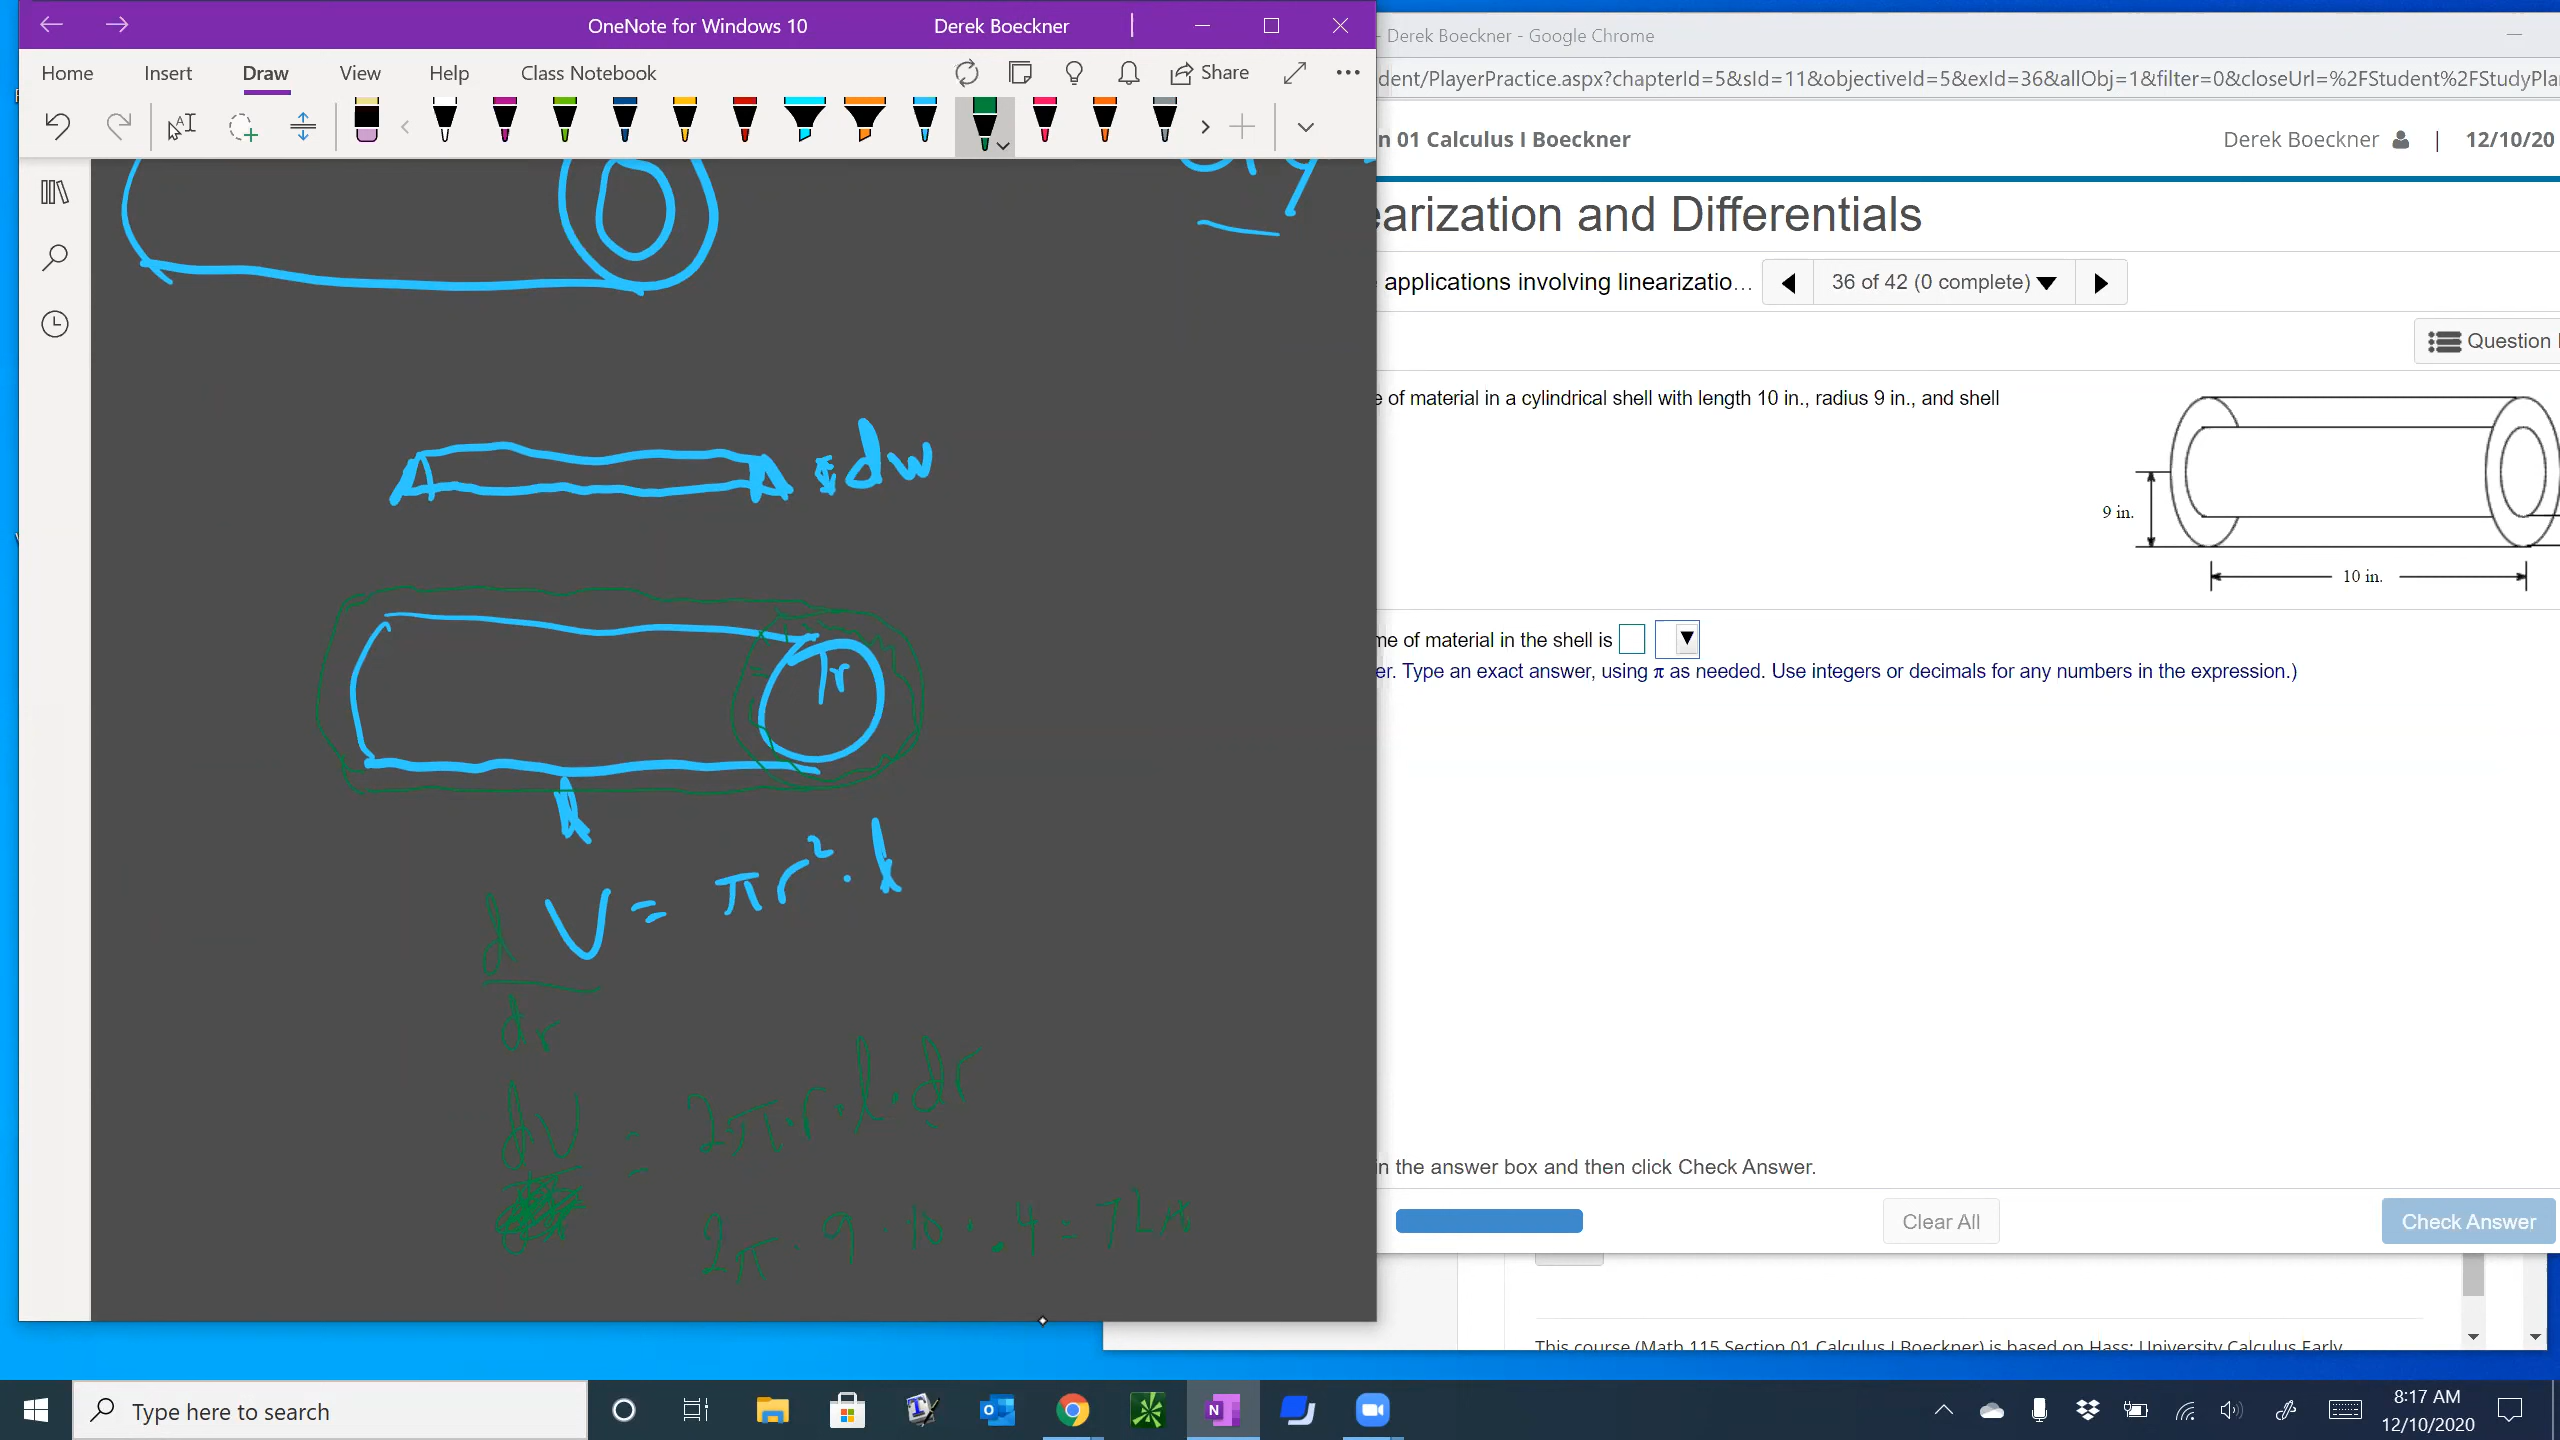 OneNote for Windows 10
Derek Boeckner
Home Insert Draw View Help Class Notebook
Share
dw
r
l
V = πr² · l
d
dr
dV = 2π · r · l · dr
2π · 9 · 10 · .4 = 72π
- Derek Boeckner - Google Chrome
dent/PlayerPractice.aspx?chapterId=5&sId=11&objectiveId=5&exId=36&allObj=1&filter=0&closeUrl=%2FStudent%2FStudyPla
n 01 Calculus I Boeckner
Derek Boeckner | 12/10/20
earization and Differentials
applications involving linearizatio...
36 of 42 (0 complete)
Question
e of material in a cylindrical shell with length 10 in., radius 9 in., and shell
9 in.
10 in.
me of material in the shell is
er. Type an exact answer, using π as needed. Use integers or decimals for any numbers in the expression.)
in the answer box and then click Check Answer.
Clear All
Check Answer
This course (Math 115 Section 01 Calculus I Boeckner) is based on Hass: University Calculus Early
Type here to search
8:17 AM
12/10/2020